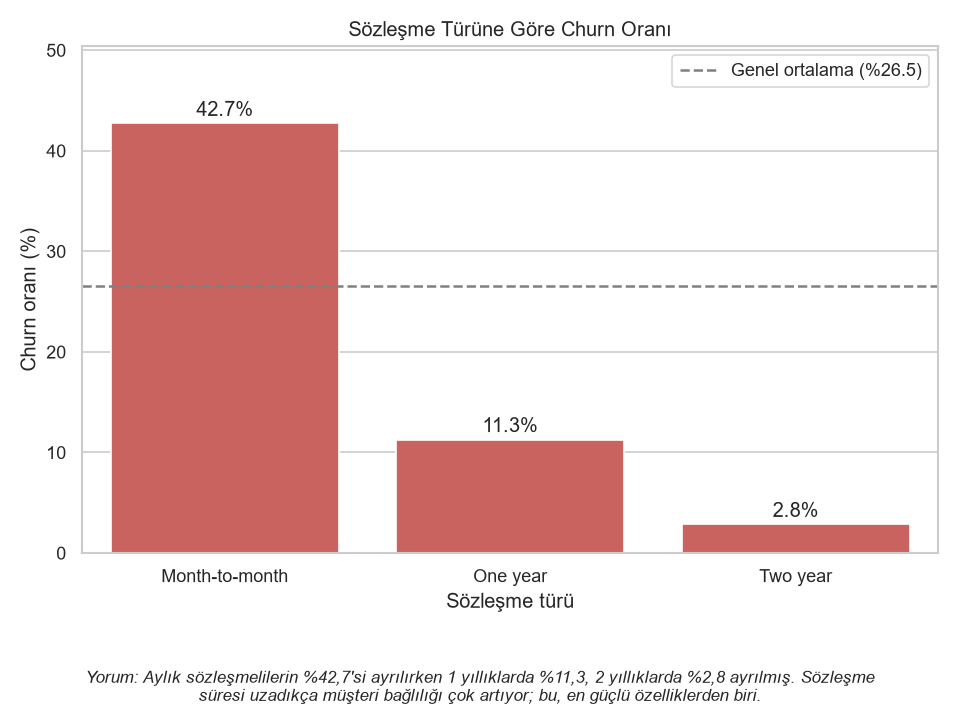 Sözleşme Türüne Göre Churn Oranı
Genel ortalama (%26.5)
Churn oranı (%)
50
40
30
20
10
0
42.7%
11.3%
2.8%
Month-to-month
One year
Two year
Sözleşme türü
Yorum: Aylık sözleşmelilerin %42,7'si ayrılırken 1 yıllıklarda %11,3, 2 yıllıklarda %2,8 ayrılmış. Sözleşme
süresi uzadıkça müşteri bağlılığı çok artıyor; bu, en güçlü özelliklerden biri.